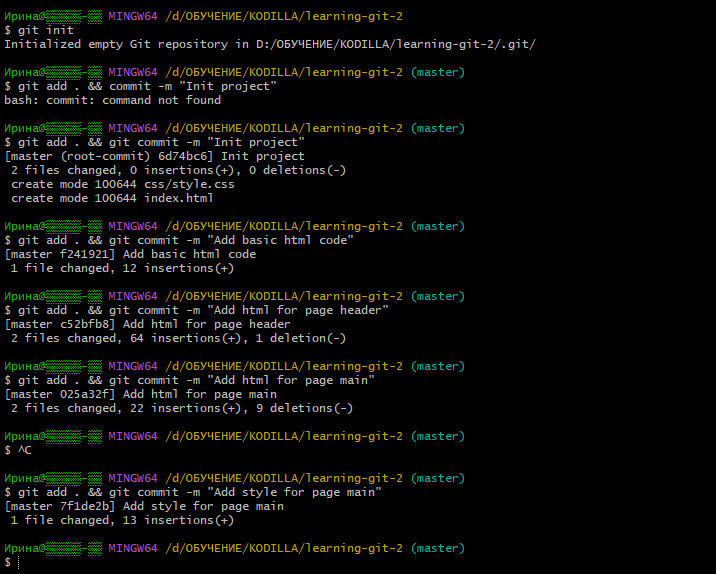 Ирина@▒▒▒▒▒-▒▒ MINGW64 /d/ОБУЧЕНИЕ/KODILLA/learning-git-2
$ git init
Initialized empty Git repository in D:/ОБУЧЕНИЕ/KODILLA/learning-git-2/.git/
Ирина@▒▒▒▒▒-▒▒ MINGW64 /d/ОБУЧЕНИЕ/KODILLA/learning-git-2 (master)
$ git add . && commit -m "Init project"
bash: commit: command not found
Ирина@▒▒▒▒▒-▒▒ MINGW64 /d/ОБУЧЕНИЕ/KODILLA/learning-git-2 (master)
$ git add . && git commit -m "Init project"
[master (root-commit) 6d74bc6] Init project
2 files changed, 0 insertions(+), 0 deletions(-)
create mode 100644 css/style.css
create mode 100644 index.html
Ирина@▒▒▒▒▒-▒▒ MINGW64 /d/ОБУЧЕНИЕ/KODILLA/learning-git-2 (master)
$ git add . && git commit -m "Add basic html code"
[master f241921] Add basic html code
1 file changed, 12 insertions(+)
Ирина@▒▒▒▒▒-▒▒ MINGW64 /d/ОБУЧЕНИЕ/KODILLA/learning-git-2 (master)
$ git add . && git commit -m "Add html for page header"
[master c52bfb8] Add html for page header
2 files changed, 64 insertions(+), 1 deletion(-)
Ирина@▒▒▒▒▒-▒▒ MINGW64 /d/ОБУЧЕНИЕ/KODILLA/learning-git-2 (master)
$ git add . && git commit -m "Add html for page main"
[master 025a32f] Add html for page main
2 files changed, 22 insertions(+), 9 deletions(-)
Ирина@▒▒▒▒▒-▒▒ MINGW64 /d/ОБУЧЕНИЕ/KODILLA/learning-git-2 (master)
$ ^C
Ирина@▒▒▒▒▒-▒▒ MINGW64 /d/ОБУЧЕНИЕ/KODILLA/learning-git-2 (master)
$ git add . && git commit -m "Add style for page main"
[master 7f1de2b] Add style for page main
1 file changed, 13 insertions(+)
Ирина@▒▒▒▒▒-▒▒ MINGW64 /d/ОБУЧЕНИЕ/KODILLA/learning-git-2 (master)
$